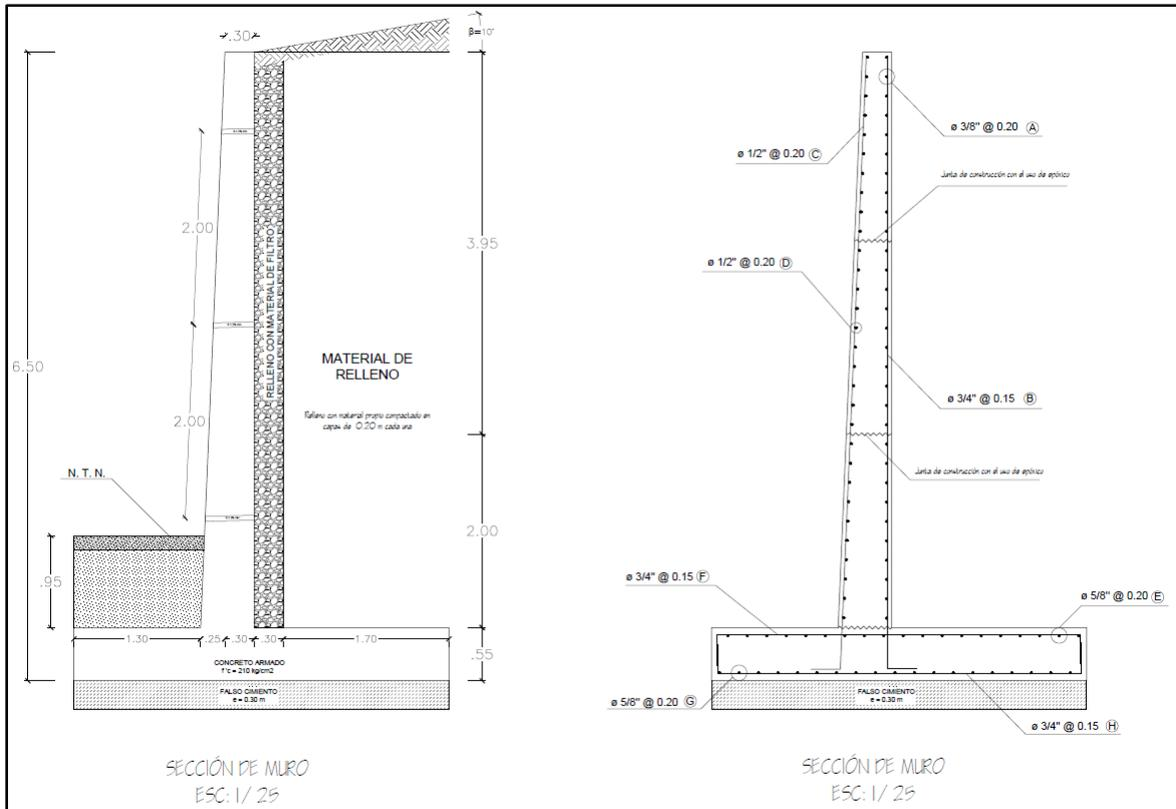 .30
β=10°
6.50
2.00
2.00
RELLENO CON MATERIAL DE FILTRO
3.95
MATERIAL DE
RELLENO
Relleno con material propio compactado en
capas de 0.20 m cada una
N. T. N.
.95
2.00
1.30
.25
.30
.30
1.70
.55
CONCRETO ARMADO
f'c = 210 kg/cm2
FALSO CIMIENTO
e = 0.30 m
SECCIÓN DE MURO
ESC: 1/ 25
ø 3/8" @ 0.20 A
ø 1/2" @ 0.20 C
Junta de construcción con el uso de epóxico
ø 1/2" @ 0.20 D
ø 3/4" @ 0.15 B
Junta de construcción con el uso de epóxico
ø 3/4" @ 0.15 F
ø 5/8" @ 0.20 E
FALSO CIMIENTO
e = 0.30 m
ø 5/8" @ 0.20 G
ø 3/4" @ 0.15 H
SECCIÓN DE MURO
ESC: 1/ 25